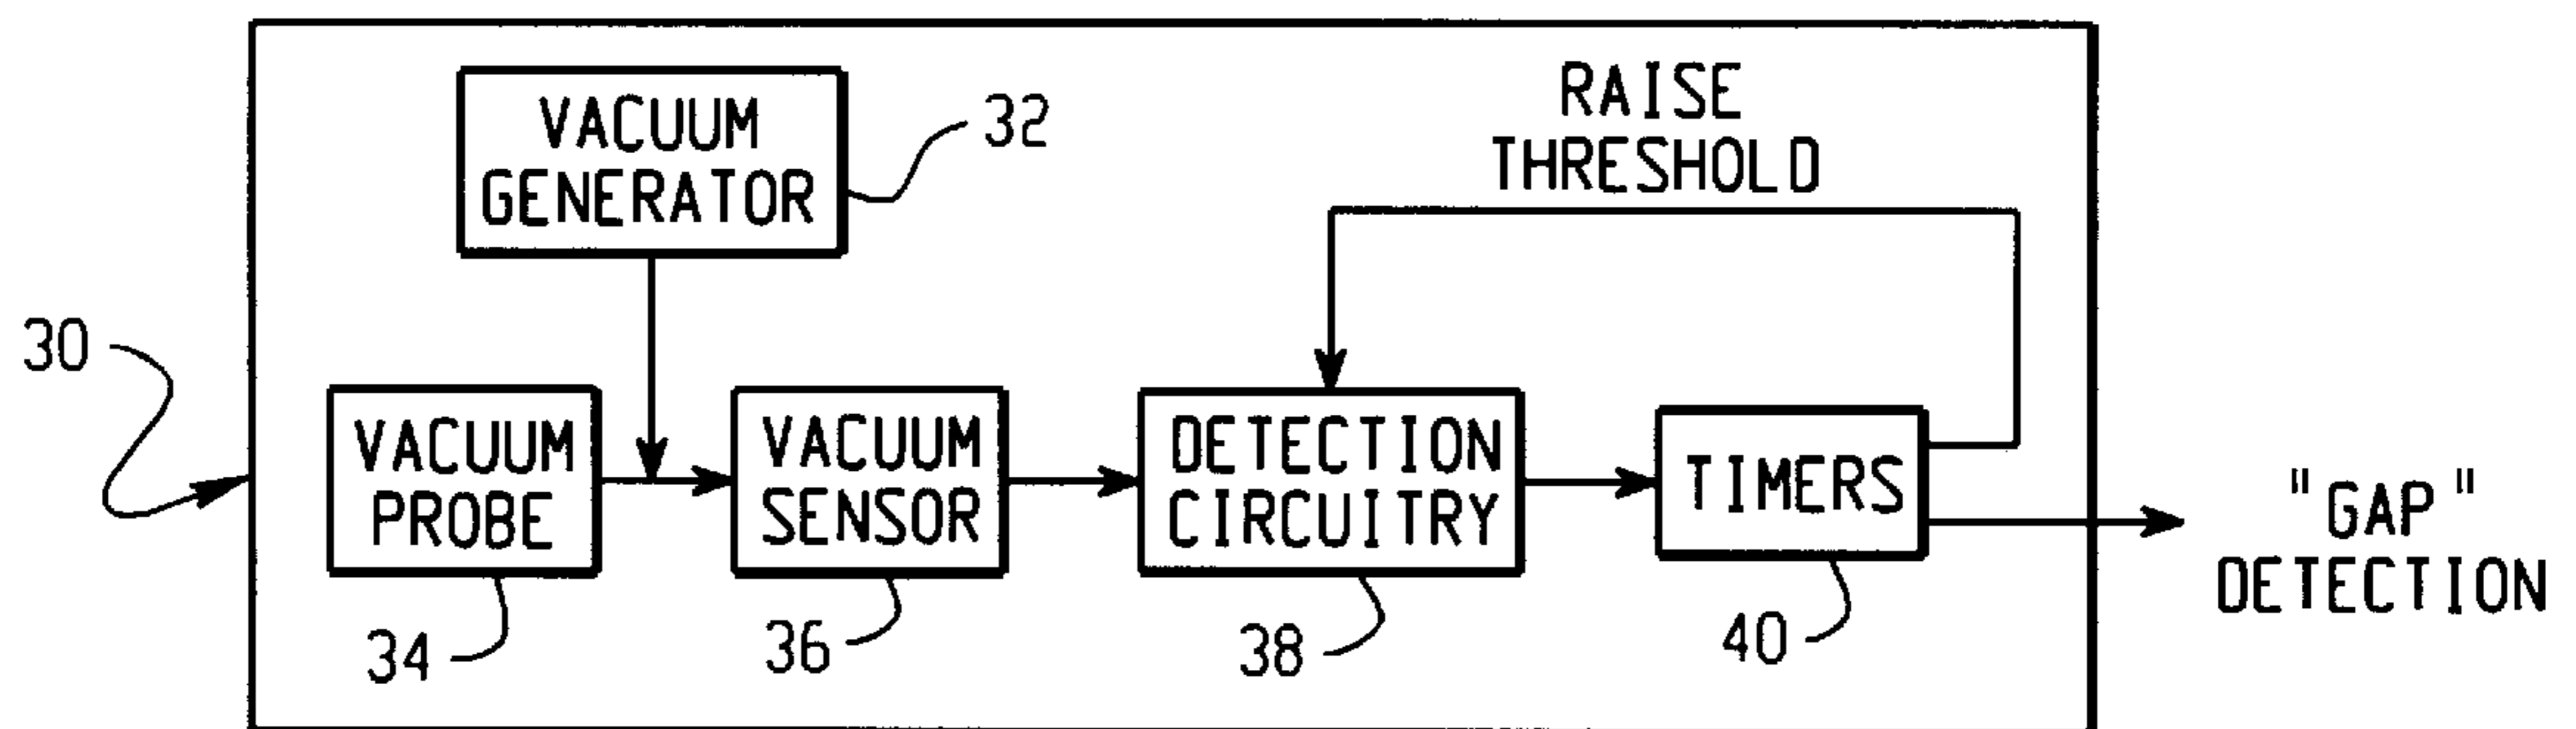 VACUUM
GENERATOR
32
RAISE
THRESHOLD
30
VACUUM
PROBE
VACUUM
SENSOR
DETECTION
CIRCUITRY
TIMERS
"GAP"
DETECTION
34
36
38
40